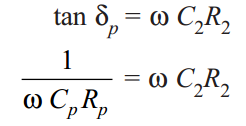 tan δₚ = ω C₂R₂
1
ω CₚRₚ = ω C₂R₂